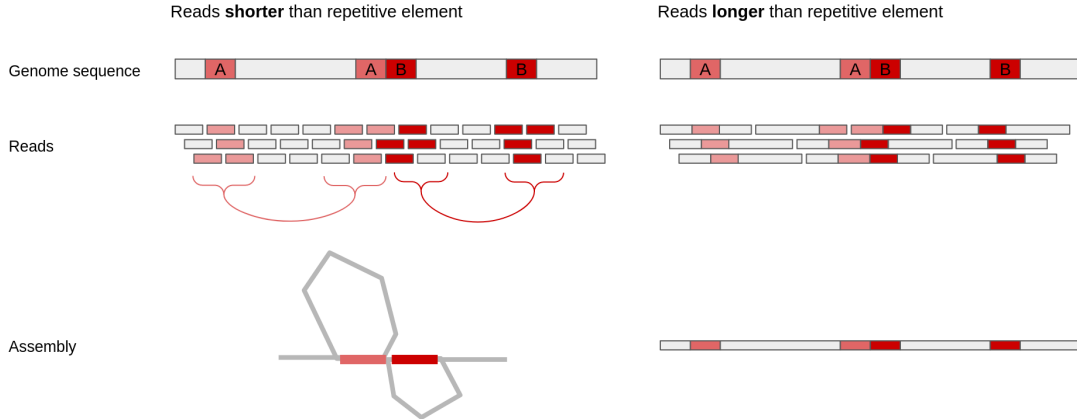 Reads shorter than repetitive element
Reads longer than repetitive element
Genome sequence
A A B B
A A B B
Reads
Assembly